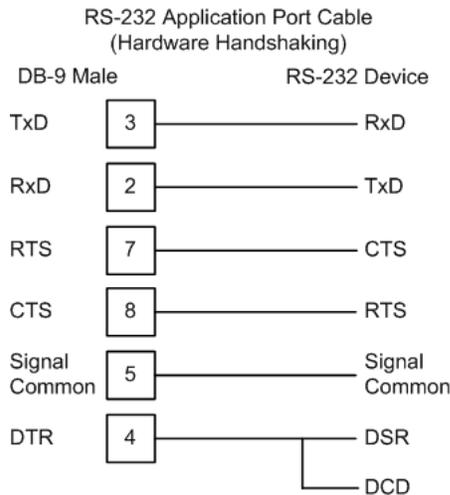 RS-232 Application Port Cable
(Hardware Handshaking)
DB-9 Male RS-232 Device
TxD 3 RxD
RxD 2 TxD
RTS 7 CTS
CTS 8 RTS
Signal Common 5 Signal Common
DTR 4 DSR
DCD